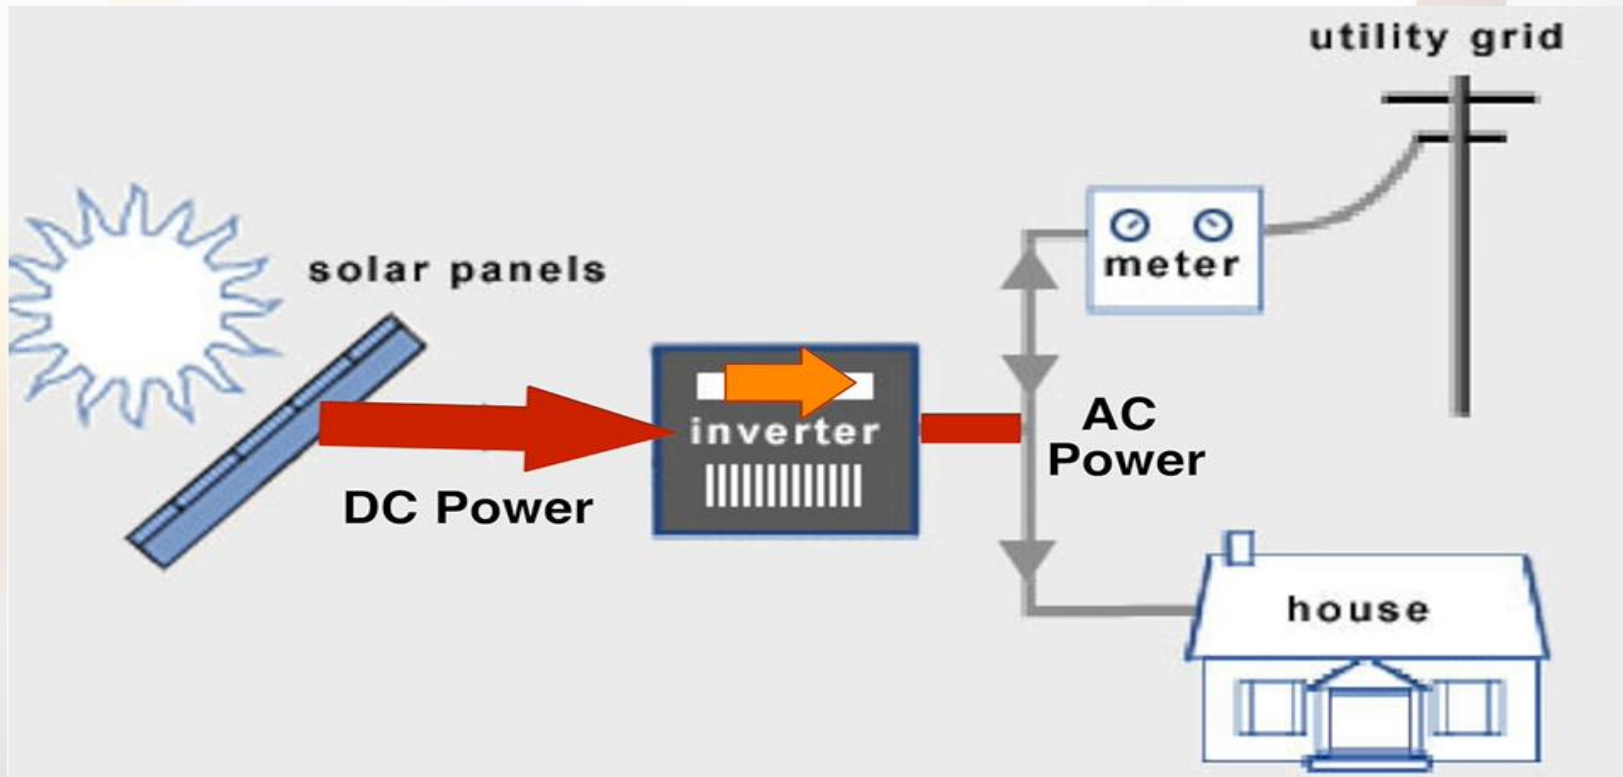 utility grid
solar panels
meter
inverter
AC
Power
DC Power
house